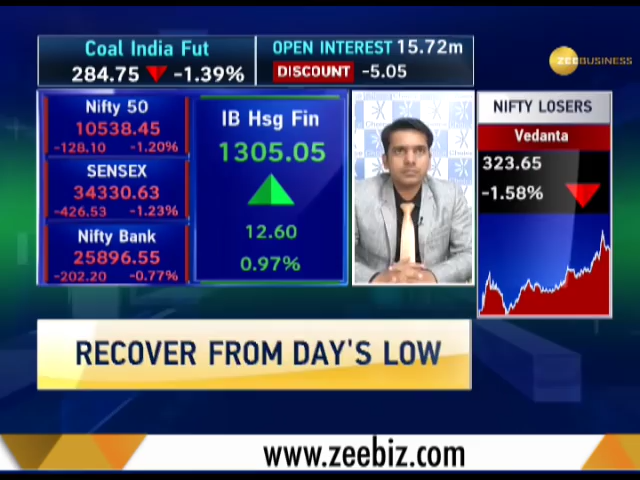 Coal India Fut
284.75 -1.39%
OPEN INTEREST 15.72m
DISCOUNT -5.05
ZEEBUSINESS
Nifty 50
10538.45
-128.10 -1.20%
SENSEX
34330.63
-426.53 -1.23%
Nifty Bank
25896.55
-202.20 -0.77%
IB Hsg Fin
1305.05
12.60
0.97%
NIFTY LOSERS
Vedanta
323.65
-1.58%
RECOVER FROM DAY'S LOW
www.zeebiz.com